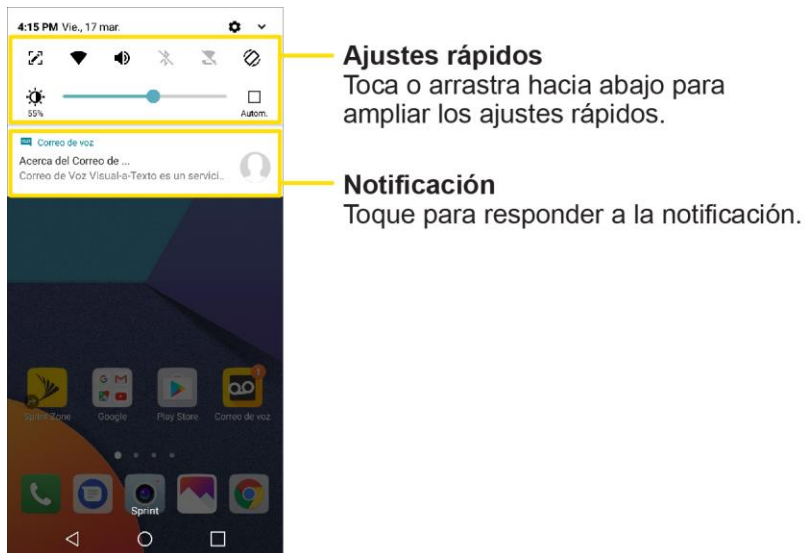 4:15 PM Vie., 17 mar.
55%
Autom.
Correo de voz
Acerca del Correo de ...
Correo de Voz Visual-a-Texto es un servici..
Ajustes rápidos
Toca o arrastra hacia abajo para
ampliar los ajustes rápidos.
Notificación
Toque para responder a la notificación.
1
Sprint Zone
Google
Play Store
Correo de voz
Sprint